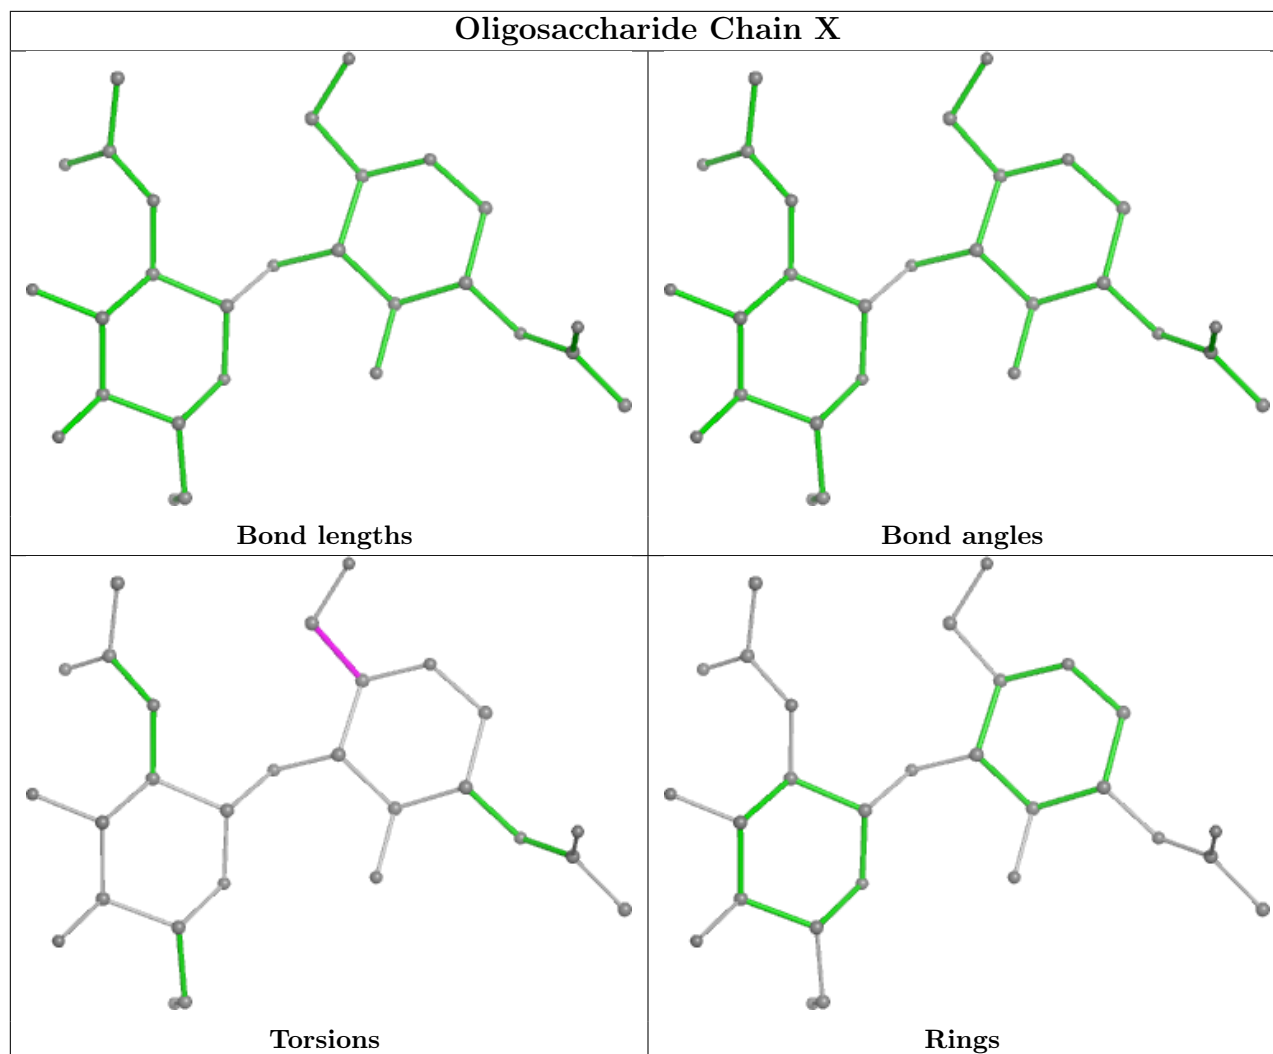 Oligosaccharide Chain X
Bond lengths
Bond angles
Torsions
Rings